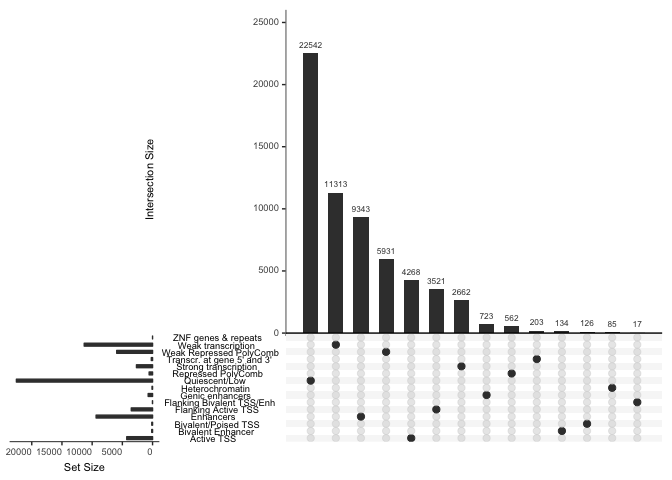 25000
22542
20000
15000
Intersection Size
11313
10000
9343
5931
5000
4268
3521
2662
723
562
203
134
126
85
17
0
ZNF genes & repeats
Weak transcription
Weak Repressed PolyComb
Transcr. at gene 5' and 3'
Strong transcription
Repressed PolyComb
Quiescent/Low
Heterochromatin
Genic enhancers
Flanking Bivalent TSS/Enh
Flanking Active TSS
Enhancers
Bivalent/Poised TSS
Bivalent Enhancer
Active TSS
20000 15000 10000 5000 0
Set Size